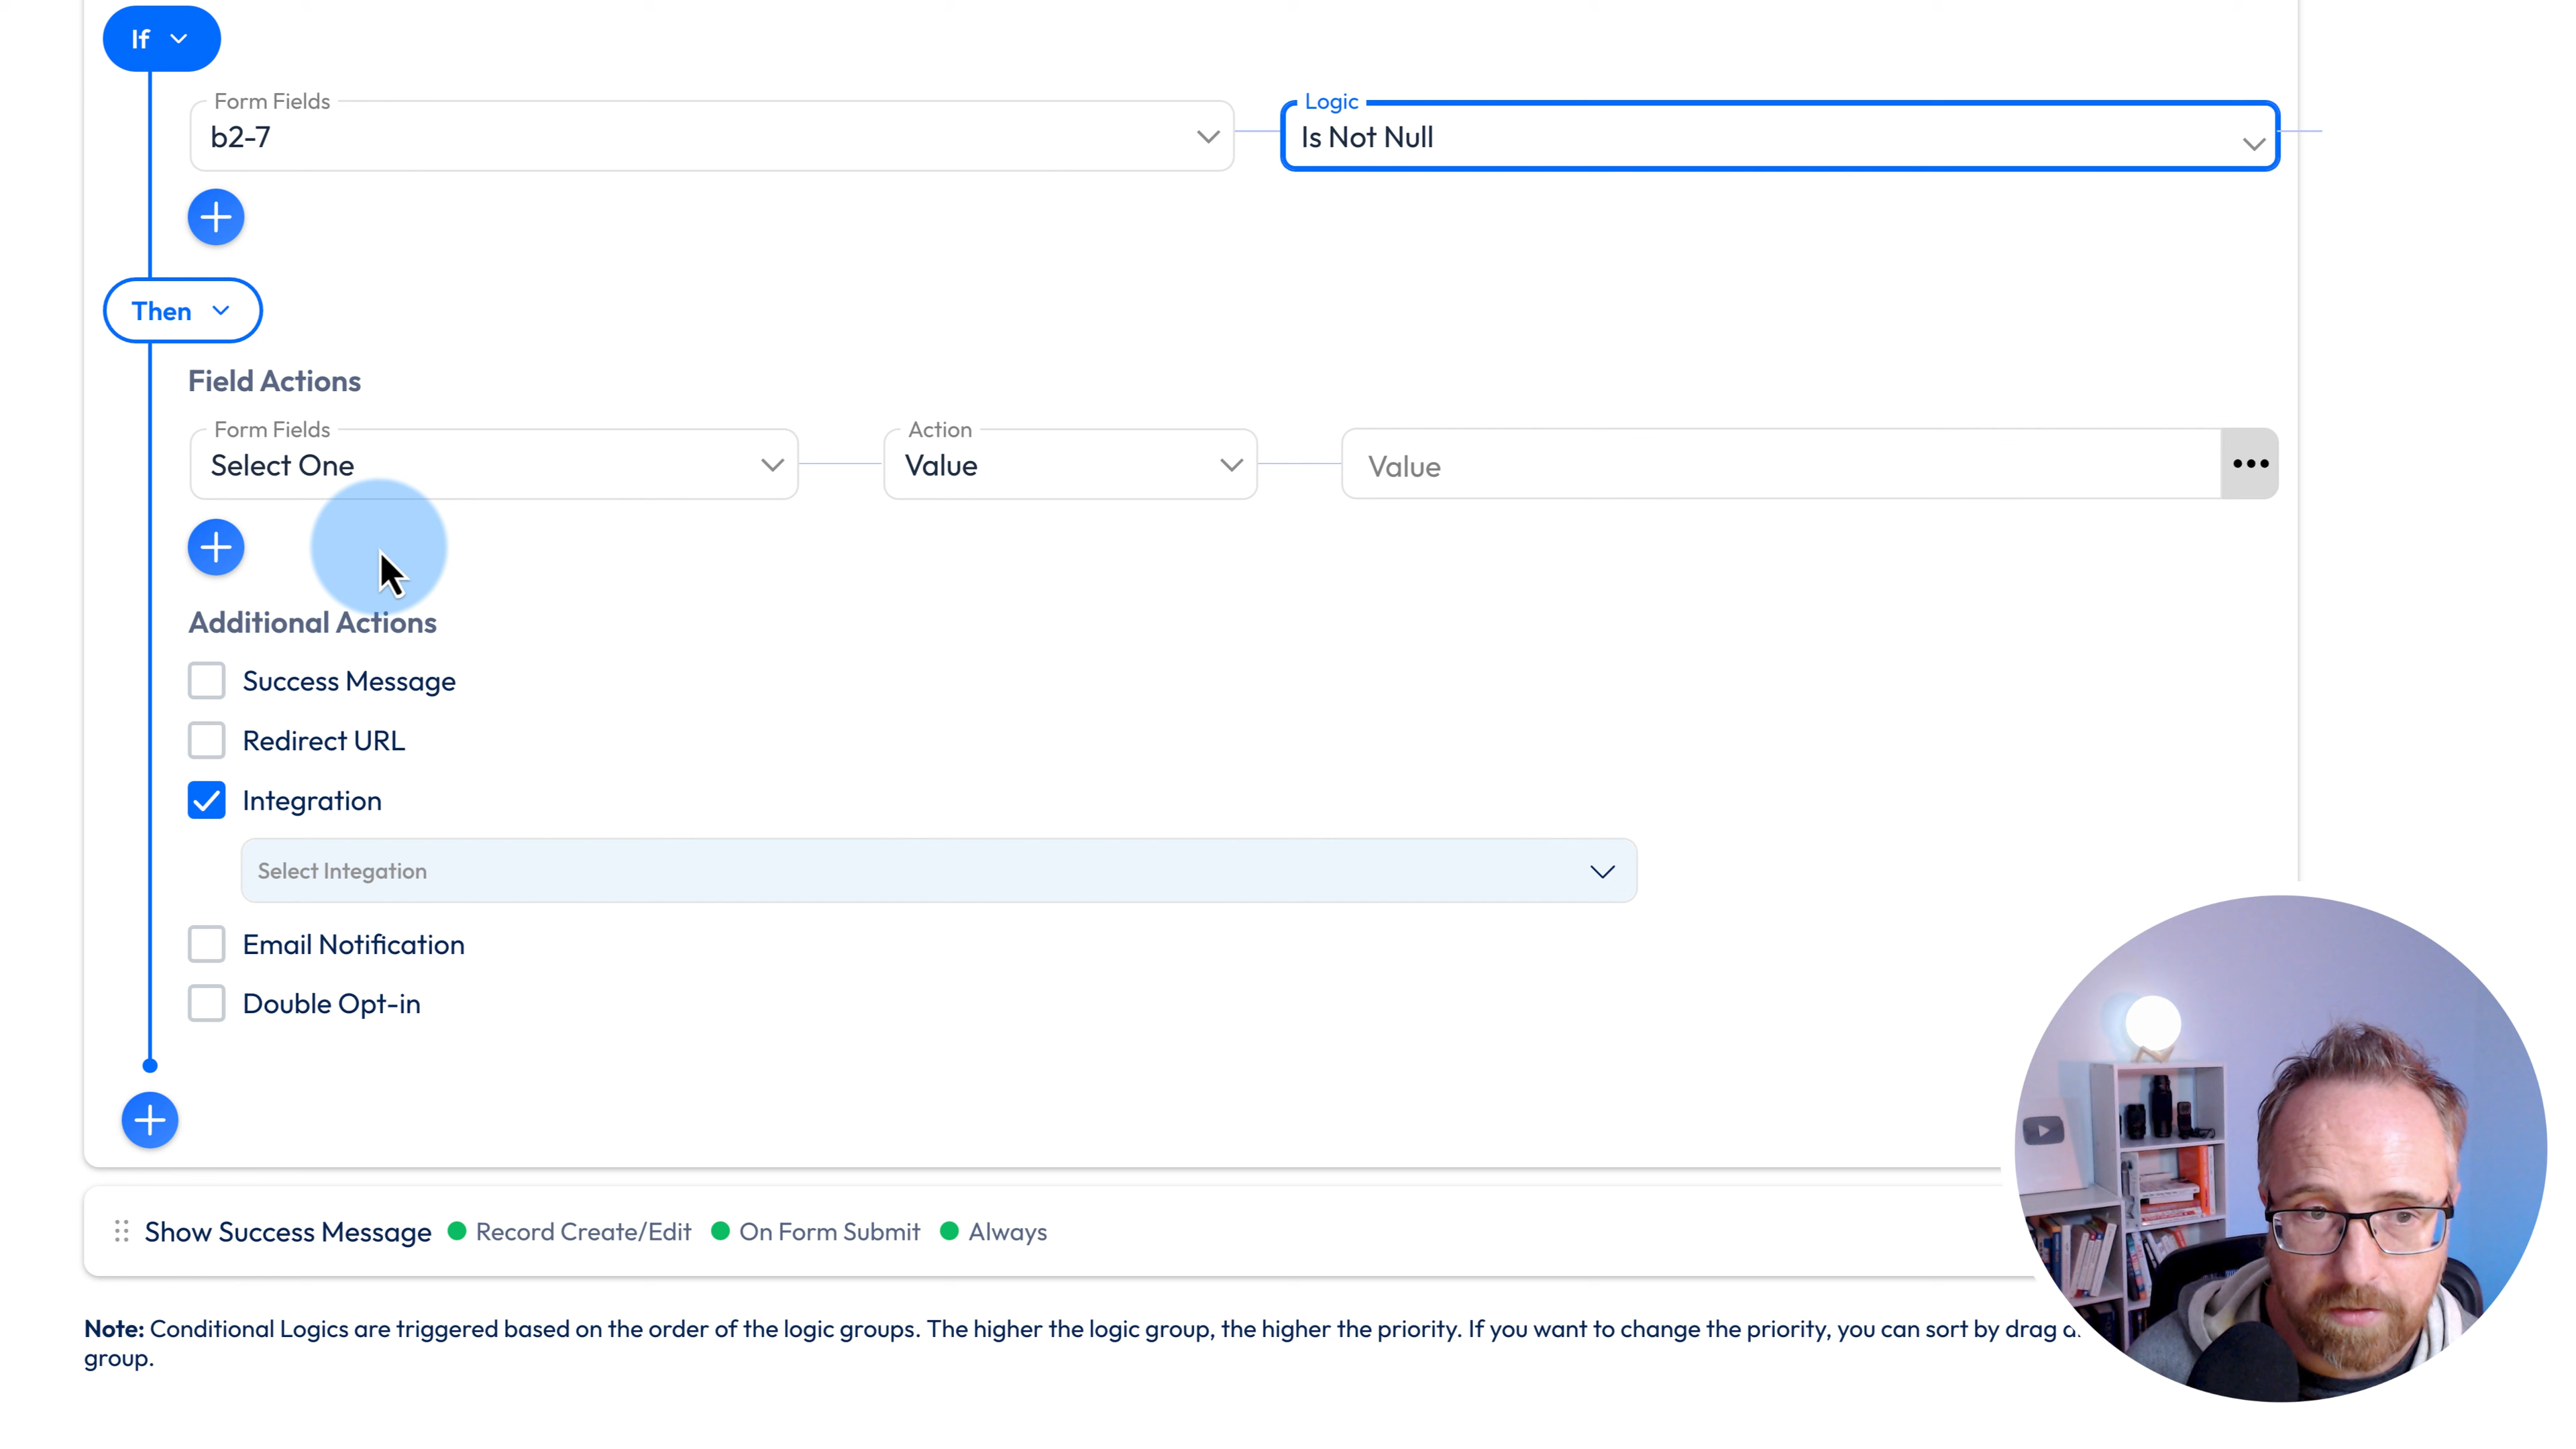 If
Form Fields
b2-7
Logic
Is Not Null
Then
Field Actions
Form Fields
Select One
Action
Value
Value
Additional Actions
Success Message
Redirect URL
Integration
Select Integation
Email Notification
Double Opt-in
Show Success Message Record Create/Edit On Form Submit Always
Note: Conditional Logics are triggered based on the order of the logic groups. The higher the logic group, the higher the priority. If you want to change the priority, you can sort by drag
group.